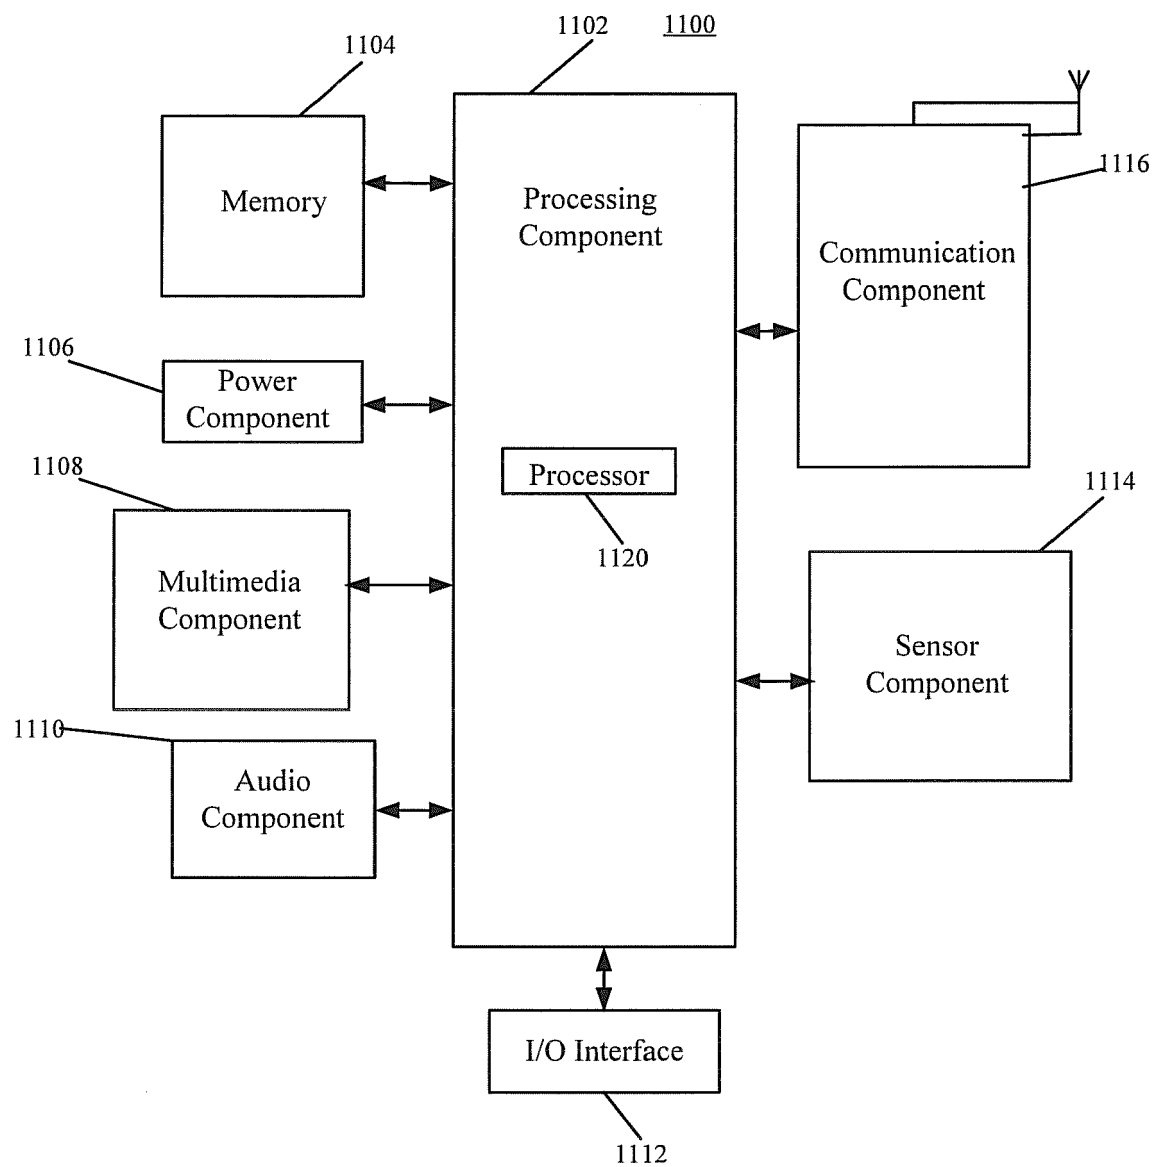 1102
1100
1104
Memory
Processing
Component
1116
Communication
Component
1106
Power
Component
1108
Processor
1120
1114
Multimedia
Component
Sensor
Component
1110
Audio
Component
I/O Interface
1112